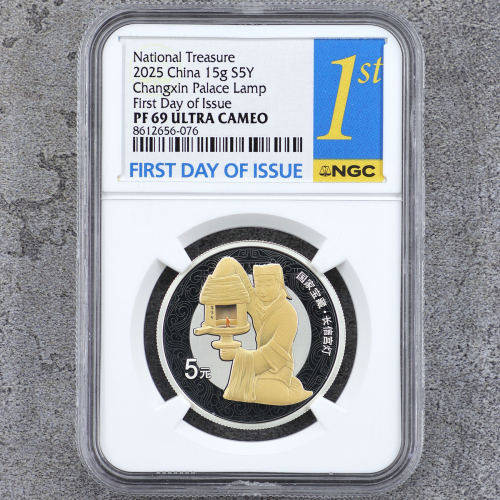 National Treasure
2025 China 15g S5Y
Changxin Palace Lamp
First Day of Issue
PF 69 ULTRA CAMEO
8612656-076
FIRST DAY OF ISSUE
1st
NGC
国家宝藏·长信宫灯
5元